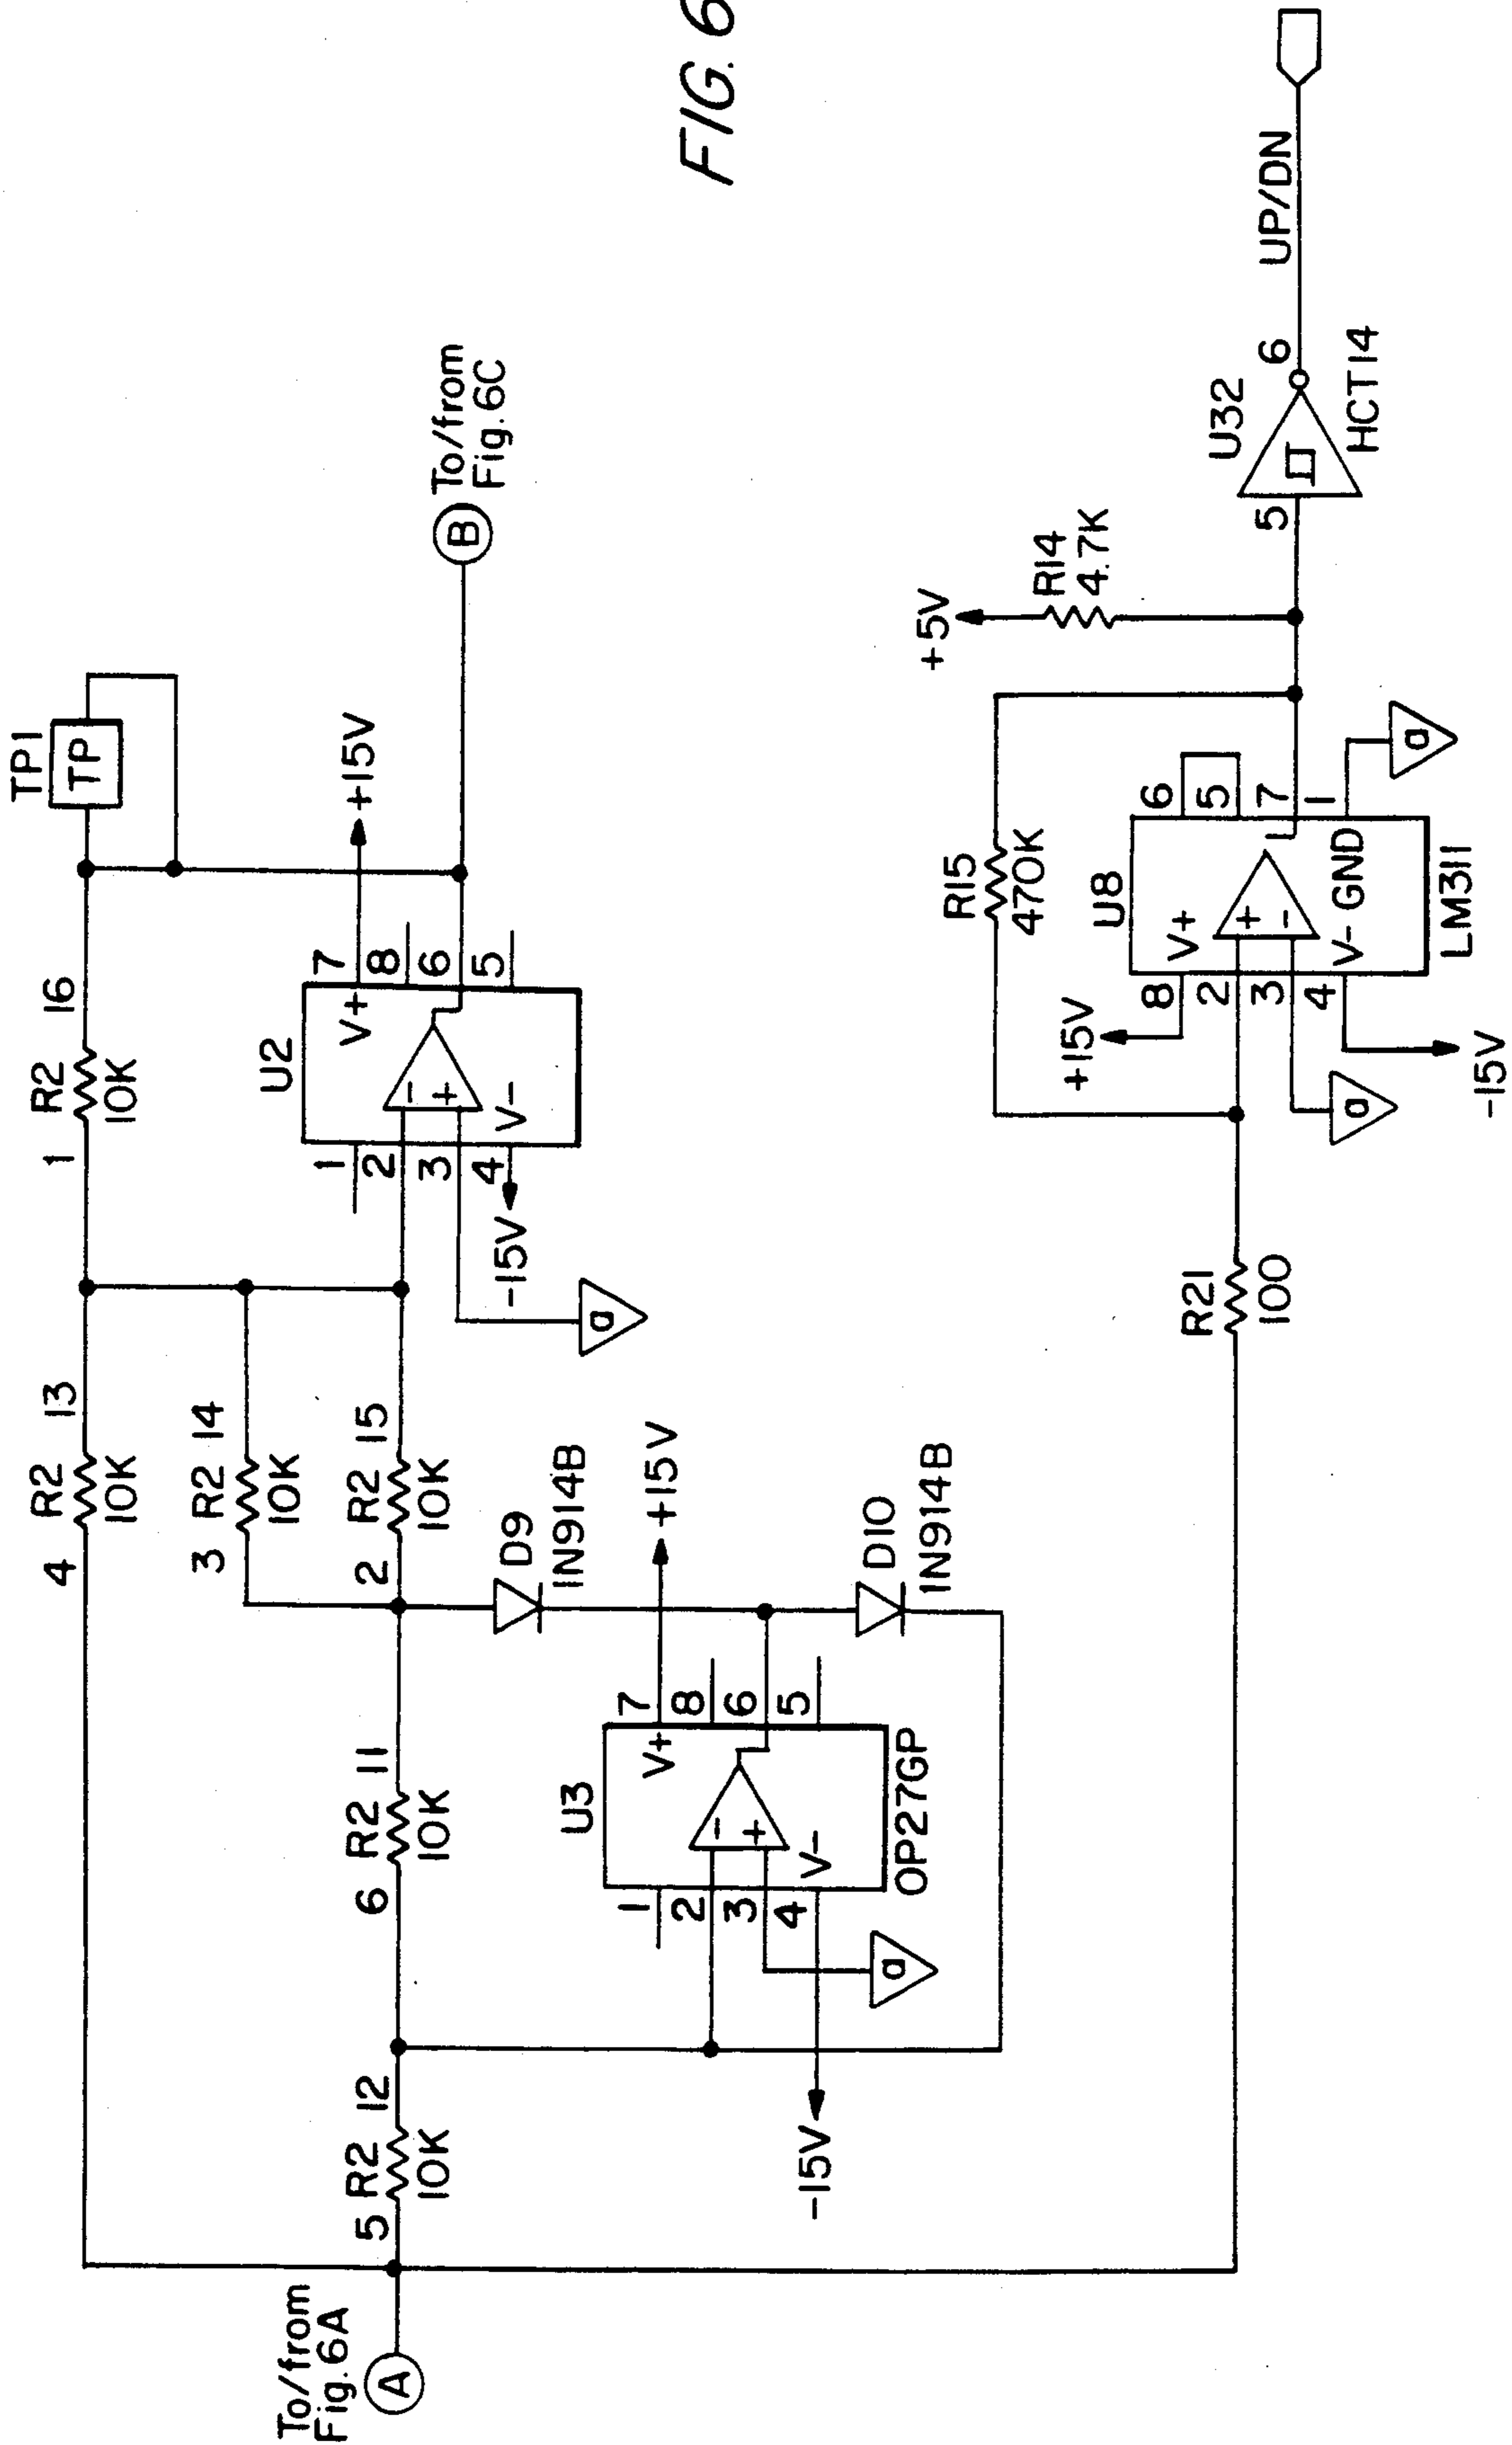 FIG. 6
TP1
TP
R2
10K
4
13
R2
10K
1
16
3
R2
14
10K
2
R2
15
10K
U2
V+
V-
-
+
1
2
3
4
7
8
6
5
+15V
-15V
a
B
To/from
Fig. 6C
To/from
Fig. 6A
A
5
R2
12
10K
6
R2
11
10K
D9
1N914B
+15V
U3
V+
V-
-
+
1
2
3
4
7
8
6
5
OP27GP
-15V
a
D10
1N914B
R21
100
R15
470K
+15V
U8
V+
+
-
V-
GND
8
2
3
4
6
5
7
1
LM311
a
a
-15V
+5V
R14
4.7K
5
U32
6
HCT14
UP/DN